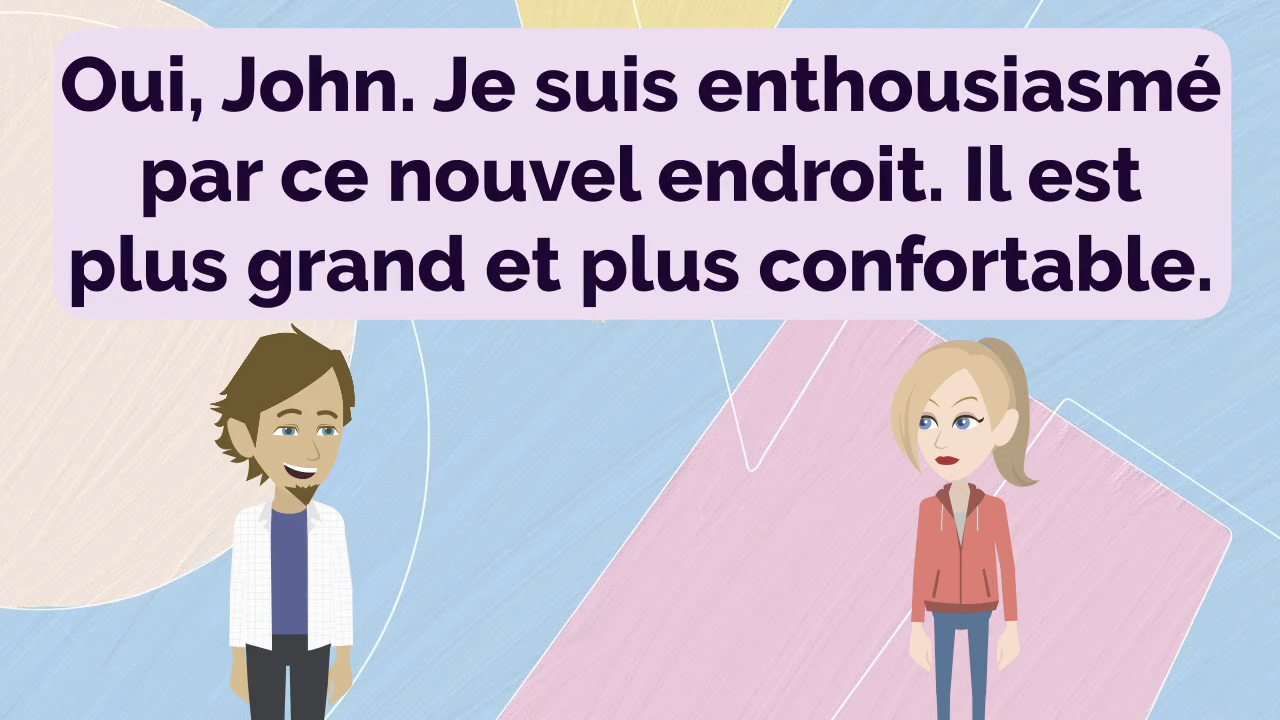 Oui, John. Je suis enthousiasmé
par ce nouvel endroit. Il est
plus grand et plus confortable.